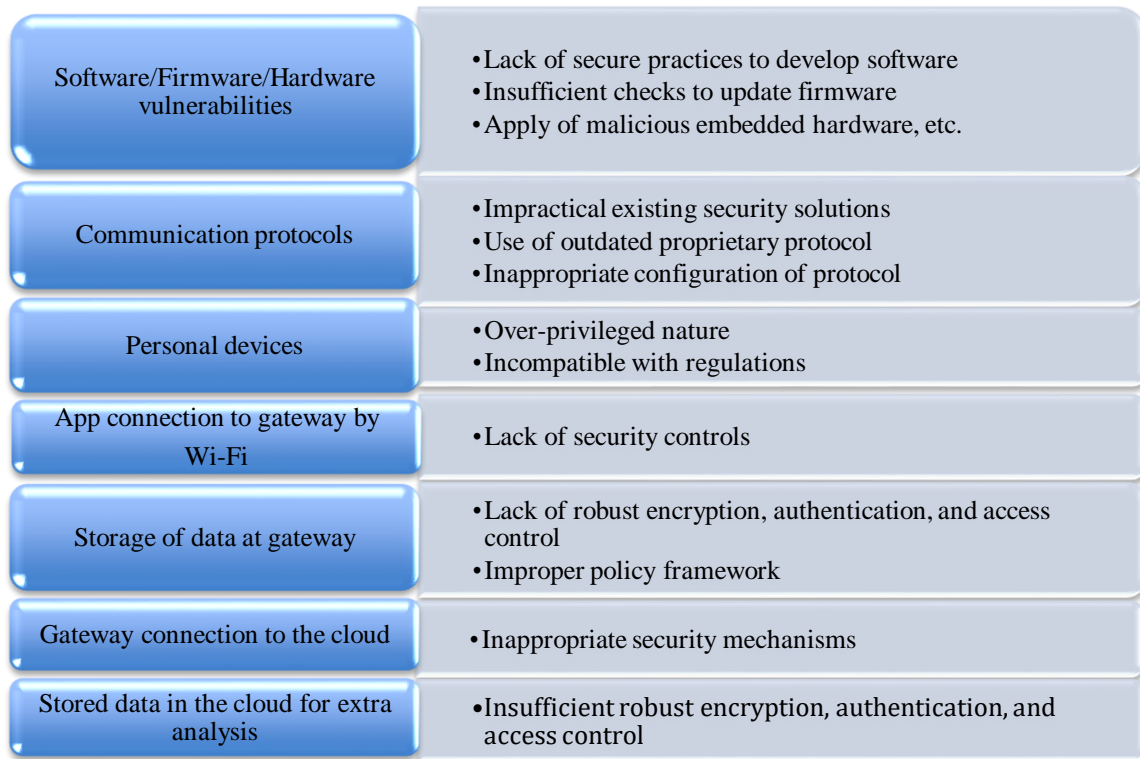 Software/Firmware/Hardware
vulnerabilities
•Lack of secure practices to develop software
•Insufficient checks to update firmware
•Apply of malicious embedded hardware, etc.
Communication protocols
•Impractical existing security solutions
•Use of outdated proprietary protocol
•Inappropriate configuration of protocol
Personal devices
•Over-privileged nature
•Incompatible with regulations
App connection to gateway by
Wi-Fi
•Lack of security controls
Storage of data at gateway
•Lack of robust encryption, authentication, and access
control
•Improper policy framework
Gateway connection to the cloud
•Inappropriate security mechanisms
Stored data in the cloud for extra
analysis
•Insufficient robust encryption, authentication, and
access control